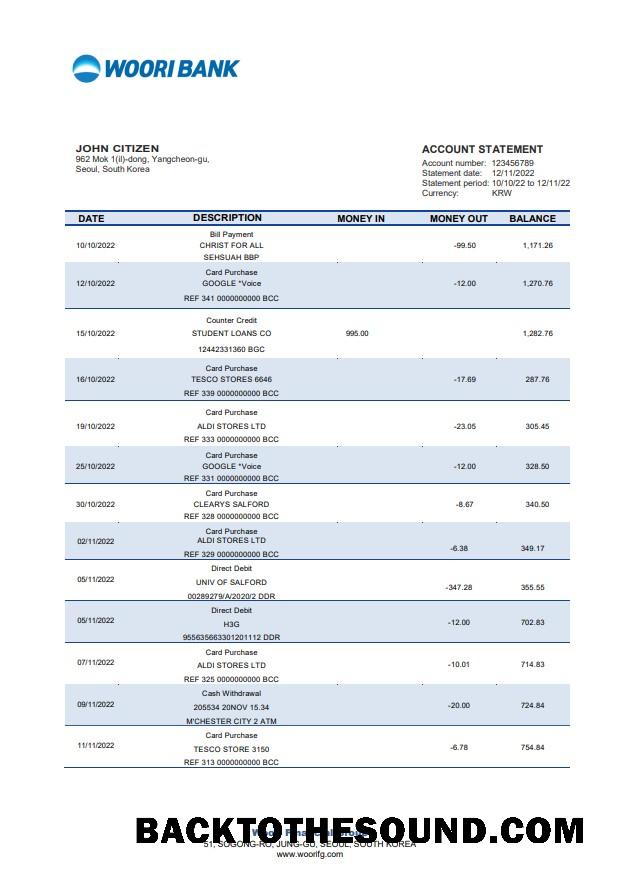 WOORI BANK
JOHN CITIZEN
962 Mok 1(il)-dong, Yangcheon-gu,
Seoul, South Korea
ACCOUNT STATEMENT
Account number: 123456789
Statement date: 12/11/2022
Statement period: 10/10/22 to 12/11/22
Currency: KRW
DATE DESCRIPTION MONEY IN MONEY OUT BALANCE
Bill Payment
10/10/2022 CHRIST FOR ALL -99.50 1,171.26
SEHSUAH BBP
Card Purchase
12/10/2022 GOOGLE *Voice -12.00 1,270.76
REF 341 0000000000 BCC
Counter Credit
15/10/2022 STUDENT LOANS CO 995.00 1,282.76
12442331360 BGC
Card Purchase
16/10/2022 TESCO STORES 6646 -17.69 287.76
REF 339 0000000000 BCC
Card Purchase
19/10/2022 ALDI STORES LTD -23.05 305.45
REF 333 0000000000 BCC
Card Purchase
25/10/2022 GOOGLE *Voice -12.00 328.50
REF 331 0000000000 BCC
Card Purchase
30/10/2022 CLEARYS SALFORD -8.67 340.50
REF 328 0000000000 BCC
Card Purchase
02/11/2022 ALDI STORES LTD -6.38 349.17
REF 329 0000000000 BCC
Direct Debit
05/11/2022 UNIV OF SALFORD -347.28 355.55
00289279/A/2020/2 DDR
Direct Debit
05/11/2022 H3G -12.00 702.83
955635663301201112 DDR
Card Purchase
07/11/2022 ALDI STORES LTD -10.01 714.83
REF 325 0000000000 BCC
Cash Withdrawal
09/11/2022 205534 20NOV 15.34 -20.00 724.84
M'CHESTER CITY 2 ATM
Card Purchase
11/11/2022 TESCO STORE 3150 -6.78 754.84
REF 313 0000000000 BCC
BACKTOTHESOUND.COM
51, SOGONG-RO, JUNG-GU, SEOUL, SOUTH KOREA
www.woorifg.com